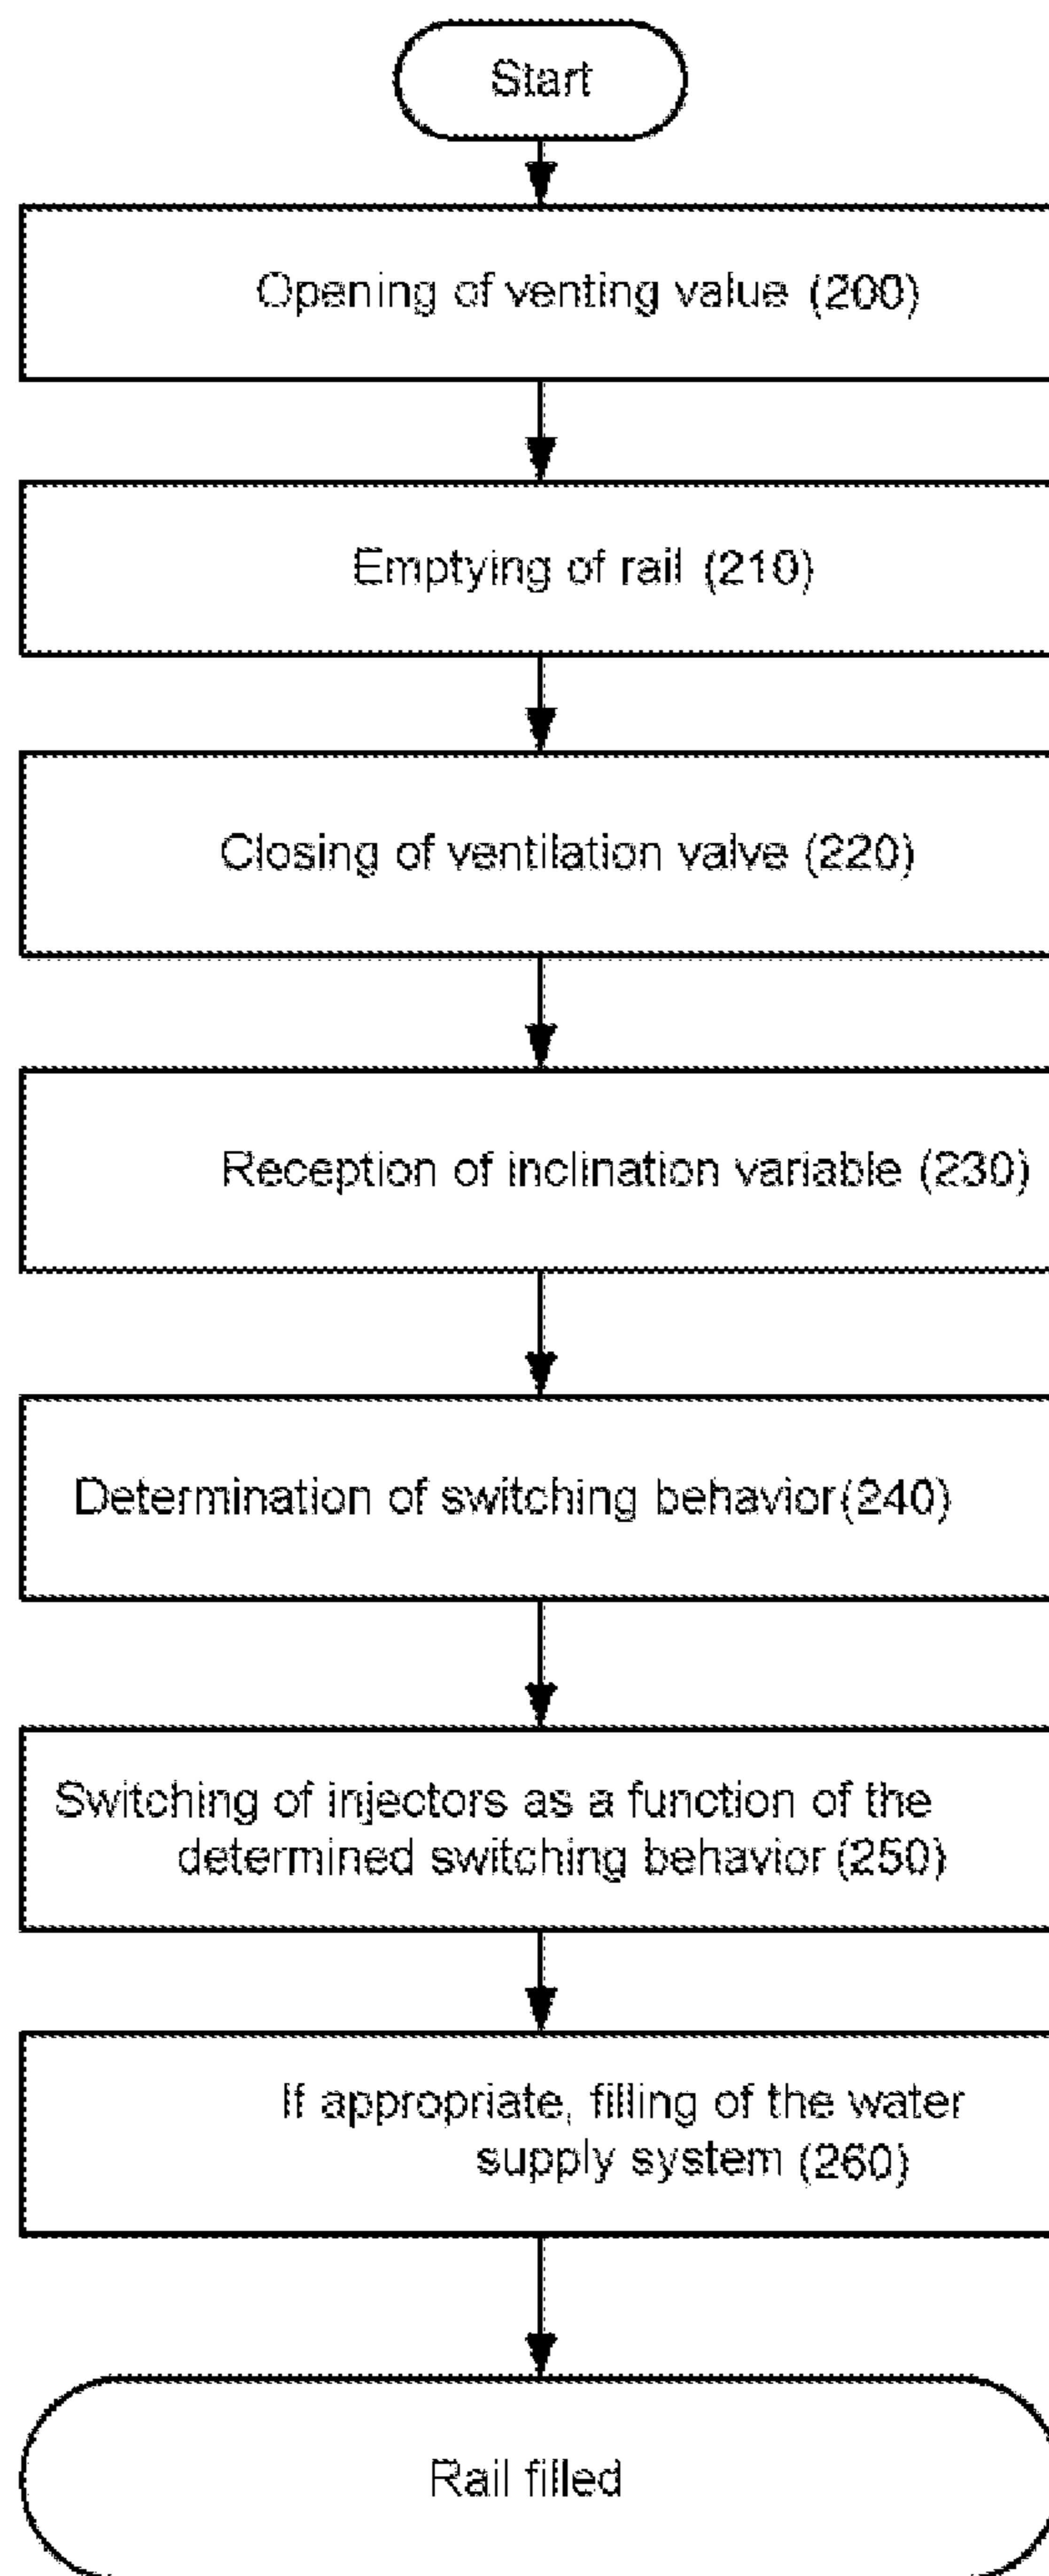 Start
Opening of venting value (200)
Emptying of rail (210)
Closing of ventilation valve (220)
Reception of inclination variable (230)
Determination of switching behavior(240)
Switching of injectors as a function of the
determined switching behavior (250)
If appropriate, filling of the water
supply system (260)
Rail filled